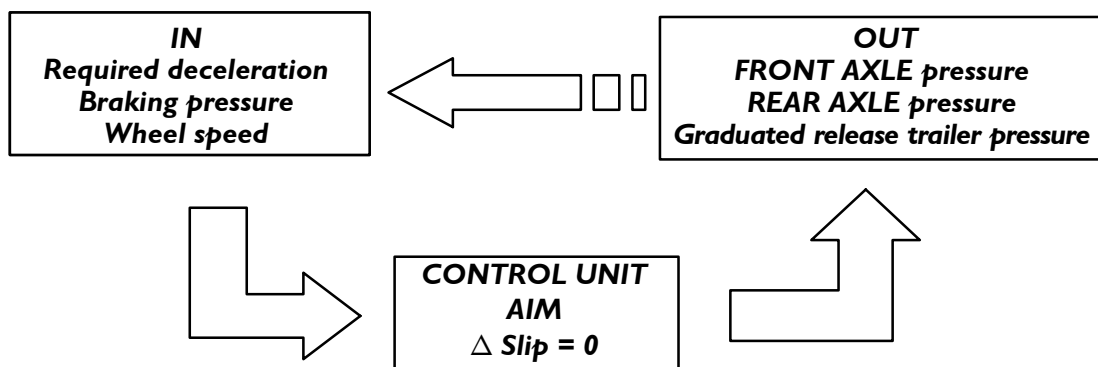 IN
Required deceleration
Braking pressure
Wheel speed
OUT
FRONT AXLE pressure
REAR AXLE pressure
Graduated release trailer pressure
CONTROL UNIT
AIM
Δ Slip = 0